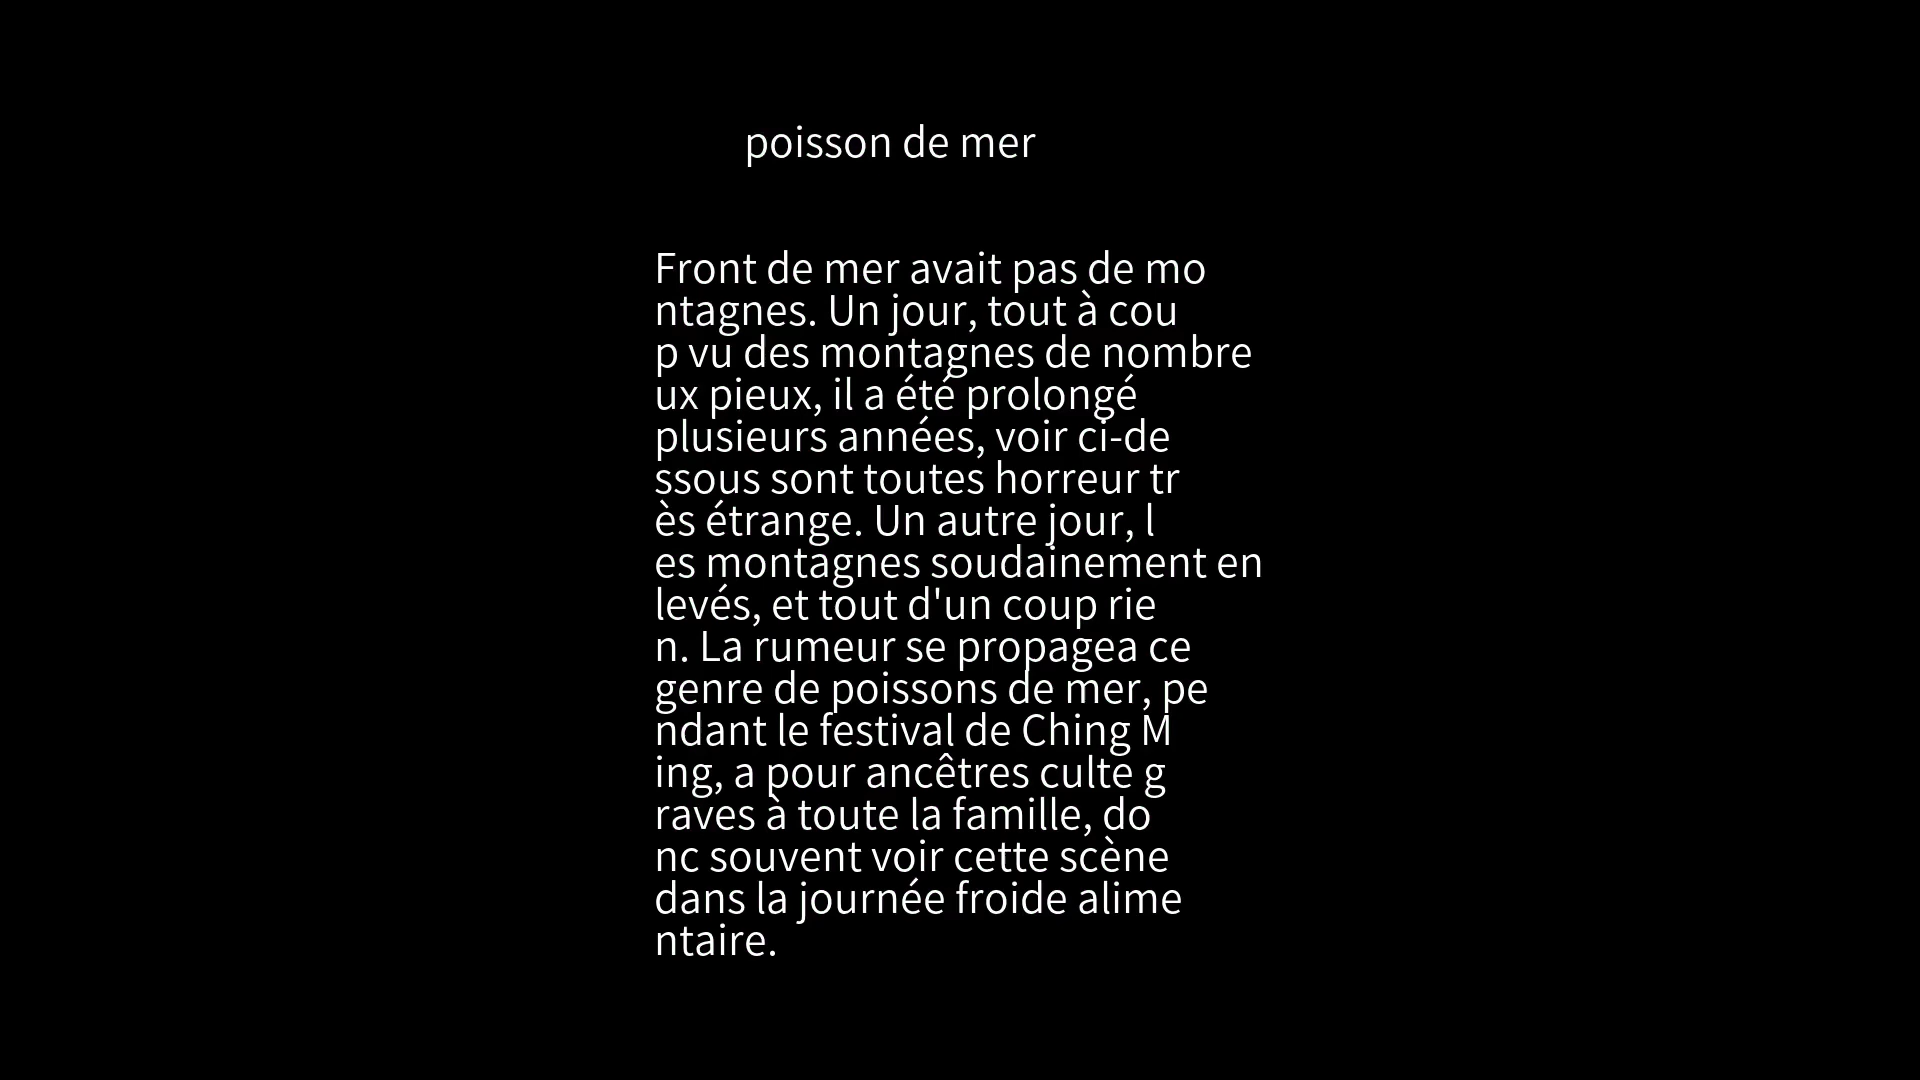 poisson de mer
Front de mer avait pas de mo
ntagnes. Un jour, tout à cou
p vu des montagnes de nombre
ux pieux, il a été prolongé
plusieurs années, voir ci-de
ssous sont toutes horreur tr
ès étrange. Un autre jour, l
es montagnes soudainement en
levés, et tout d'un coup rie
n. La rumeur se propagea ce
genre de poissons de mer, pe
ndant le festival de Ching M
ing, a pour ancêtres culte g
raves à toute la famille, do
nc souvent voir cette scène
dans la journée froide alime
ntaire.